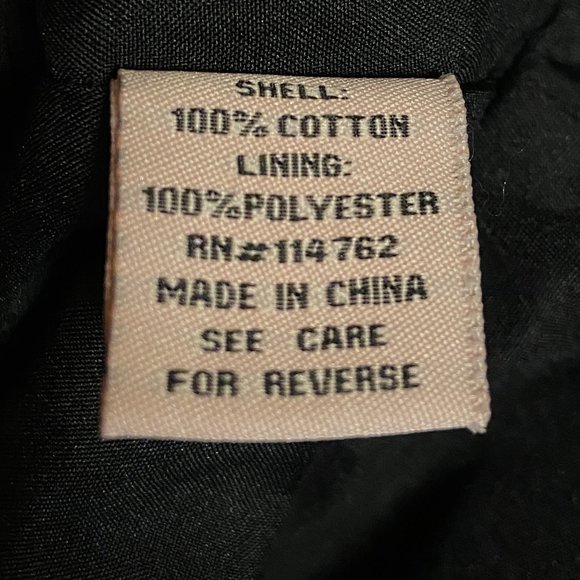 SHELL:
100% COTTON
LINING:
100%POLYESTER
RN#114762
MADE IN CHINA
SEE CARE
FOR REVERSE